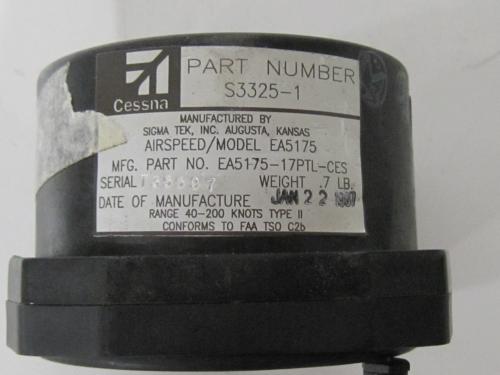 Cessna
PART NUMBER
S3325-1
MANUFACTURED BY
SIGMA TEK, INC. AUGUSTA, KANSAS
AIRSPEED/MODEL EA5175
MFG. PART NO. EA5175-17PTL-CES
SERIAL WEIGHT .7 LB.
DATE OF MANUFACTURE JAN 22
RANGE 40-200 KNOTS TYPE II
CONFORMS TO FAA TSO C2b